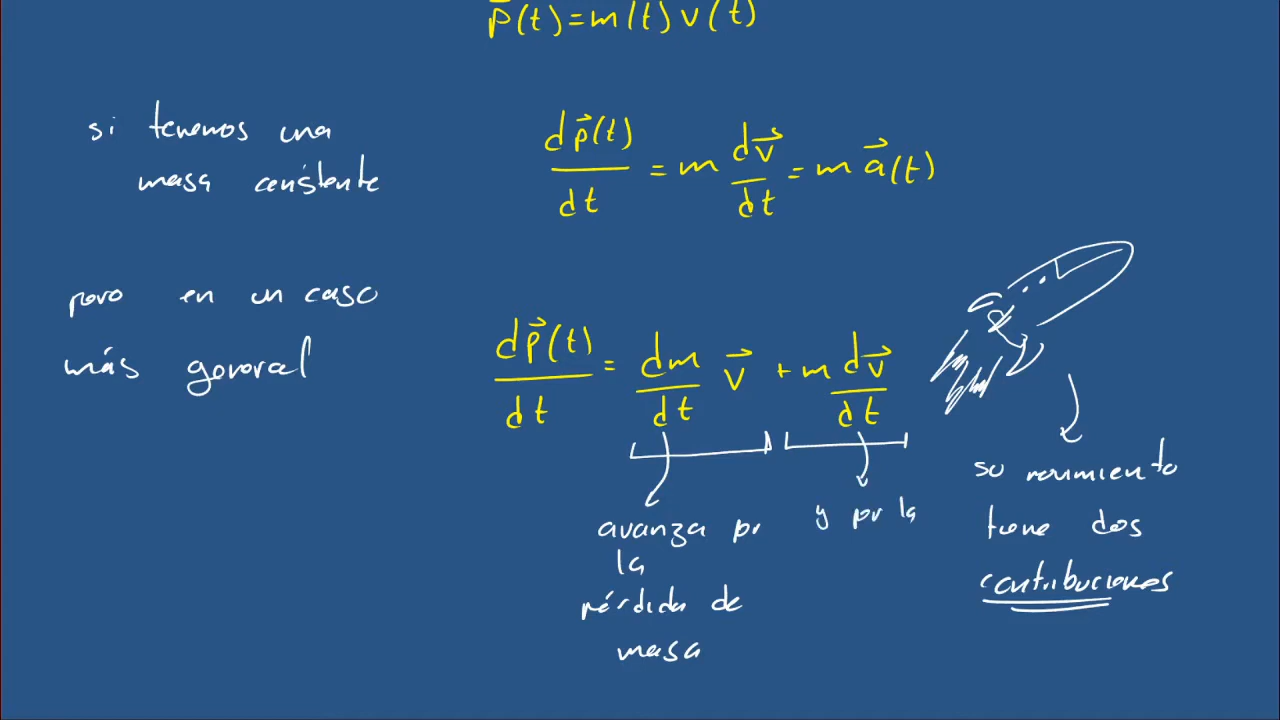 p⃗(t)=m(t)v(t)
si tenemos una
masa constante
dp⃗(t)/dt = m dv⃗/dt = m a⃗(t)
pero en un caso
más general
dp⃗(t)/dt = dm/dt v⃗ + m dv⃗/dt
avanza por
la
pérdida de
masa
y por la
su movimiento
tiene dos
contribuciones